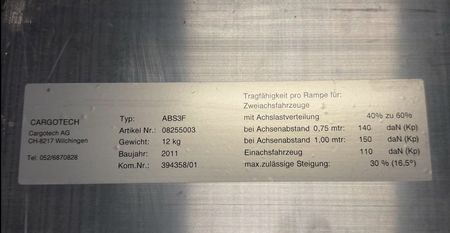 CARGOTECH
Cargotech AG
CH-8217 Wilchingen
Tel: 052/6870828
Typ: ABS3F
Artikel Nr.: 08255003
Gewicht: 12 kg
Baujahr: 2011
Kom.Nr.: 394358/01
Tragfähigkeit pro Rampe für:
Zweiachsfahrzeuge
mit Achslastverteilung 40% zu 60%
bei Achsenabstand 0,75 mtr: 140 daN (Kp)
bei Achsenabstand 1,00 mtr: 150 daN (Kp)
Einachsfahrzeug 110 daN (Kp)
max.zulässige Steigung: 30 % (16.5°)